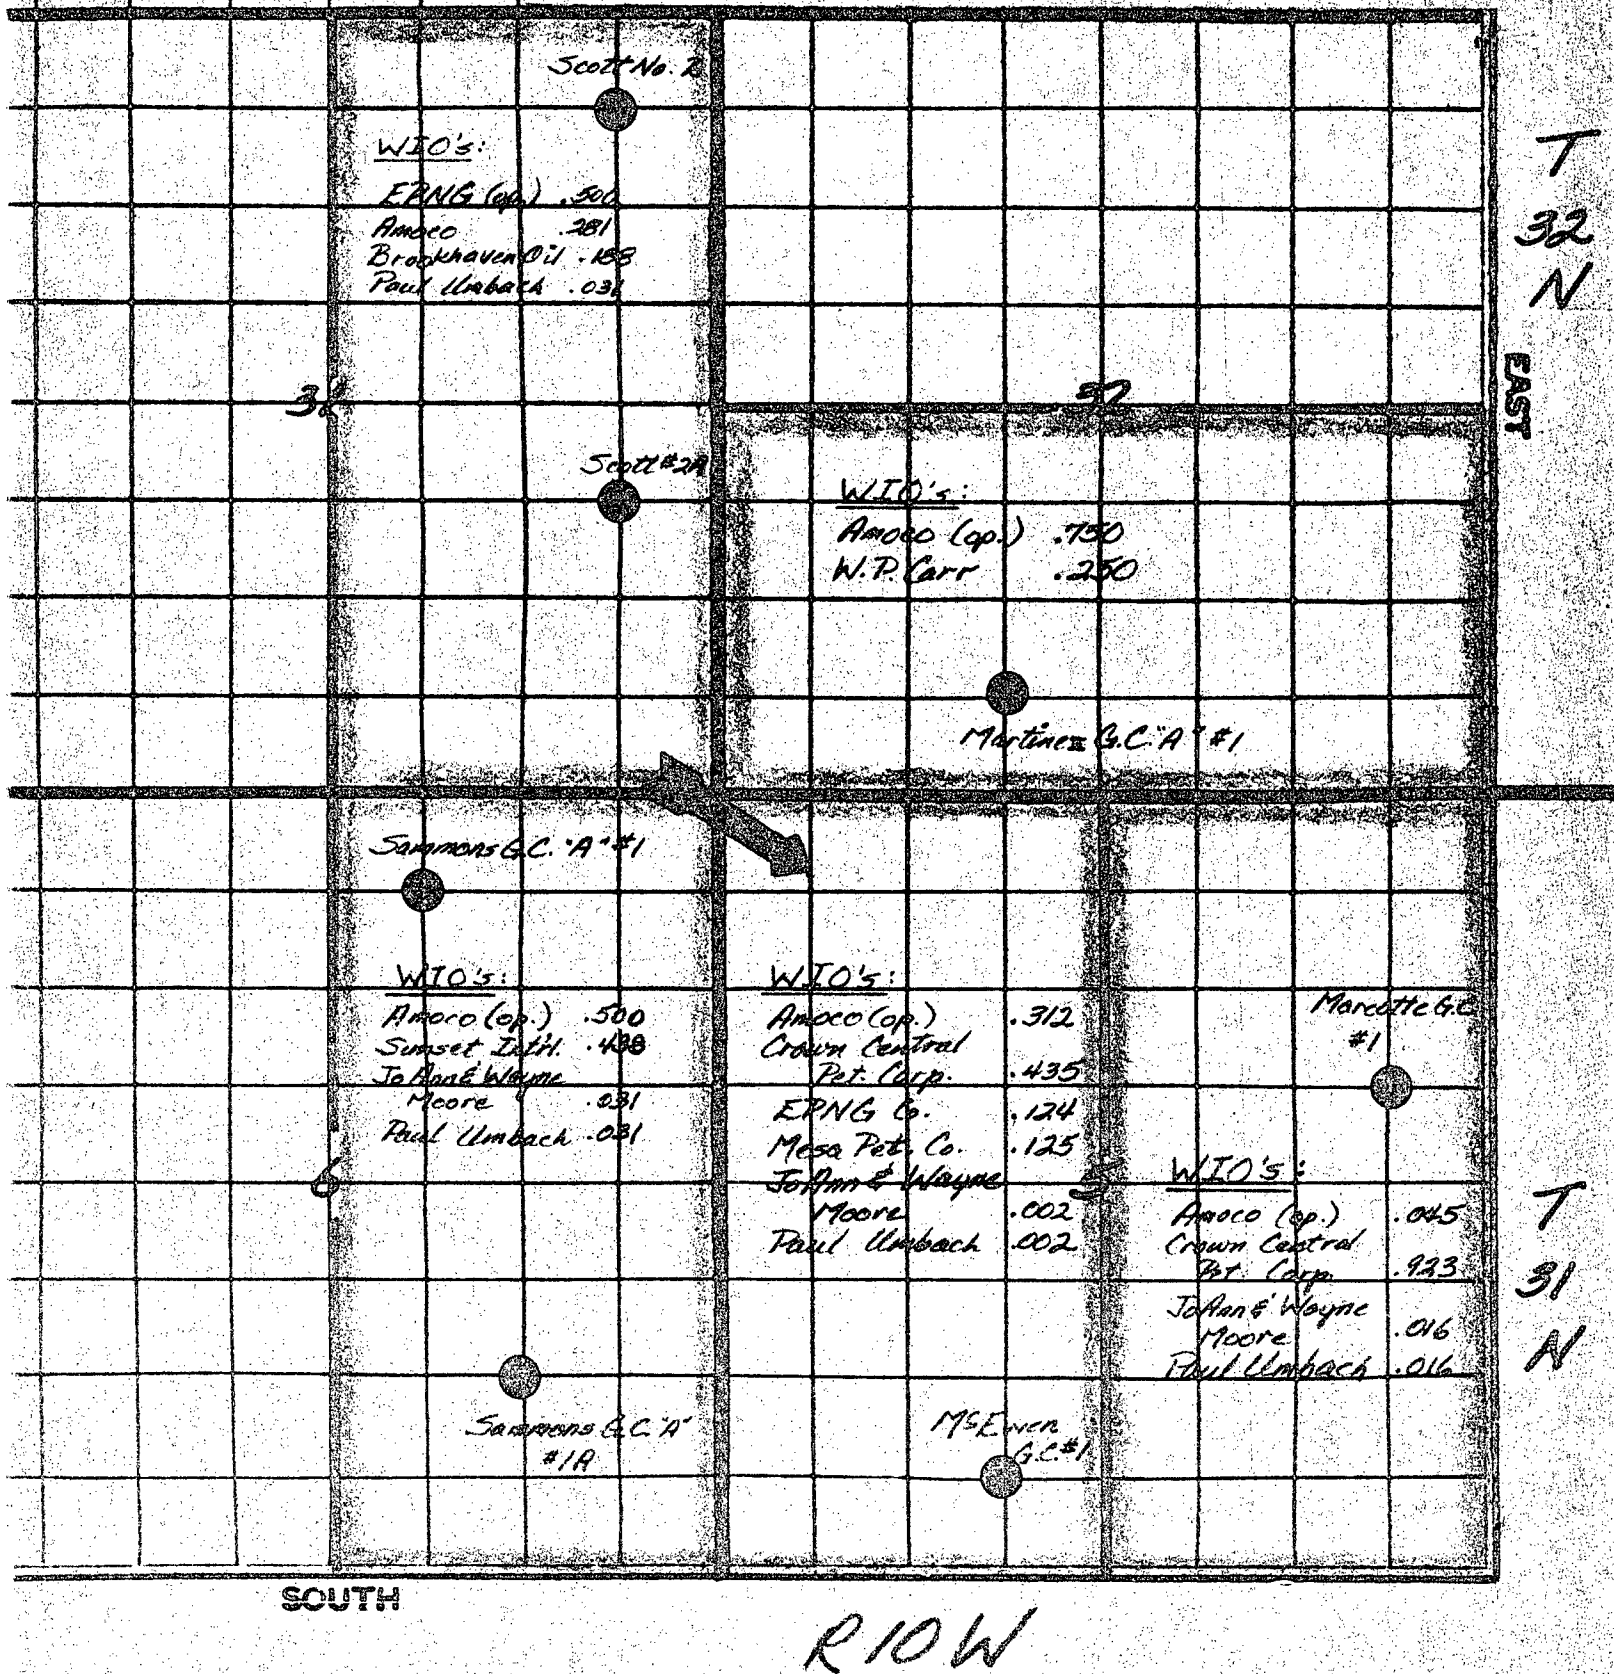 Scott No. 2
WIO's:
EPNG (op.) .500
Amoco .281
Brookhaven Oil .188
Paul Umbach .031
T
32
N
EAST
32
Scott #2A
WIO's:
Amoco (op.) .750
W.P. Carr .250
Martinez G.C. "A" #1
Sammons G.C. "A" #1
WIO's:
Amoco (op.) .500
Sunset Int'l. .438
Jo Ann & Wayne
Moore .031
Paul Umbach .031
6
Sammons G.C. "A"
#1A
WIO's:
Amoco (op.) .312
Crown Central
Pet. Corp. .435
EPNG Co. .124
Mesa Pet. Co. .125
JoAnn & Wayne
Moore .002
Paul Umbach .002
5
McEwen
G.C. #1
Marcotte G.C.
#1
WIO's:
Amoco (op.) .045
Crown Central
Pet. Corp. .923
JoAnn & Wayne
Moore .016
Paul Umbach .016
T
31
N
SOUTH
R10W